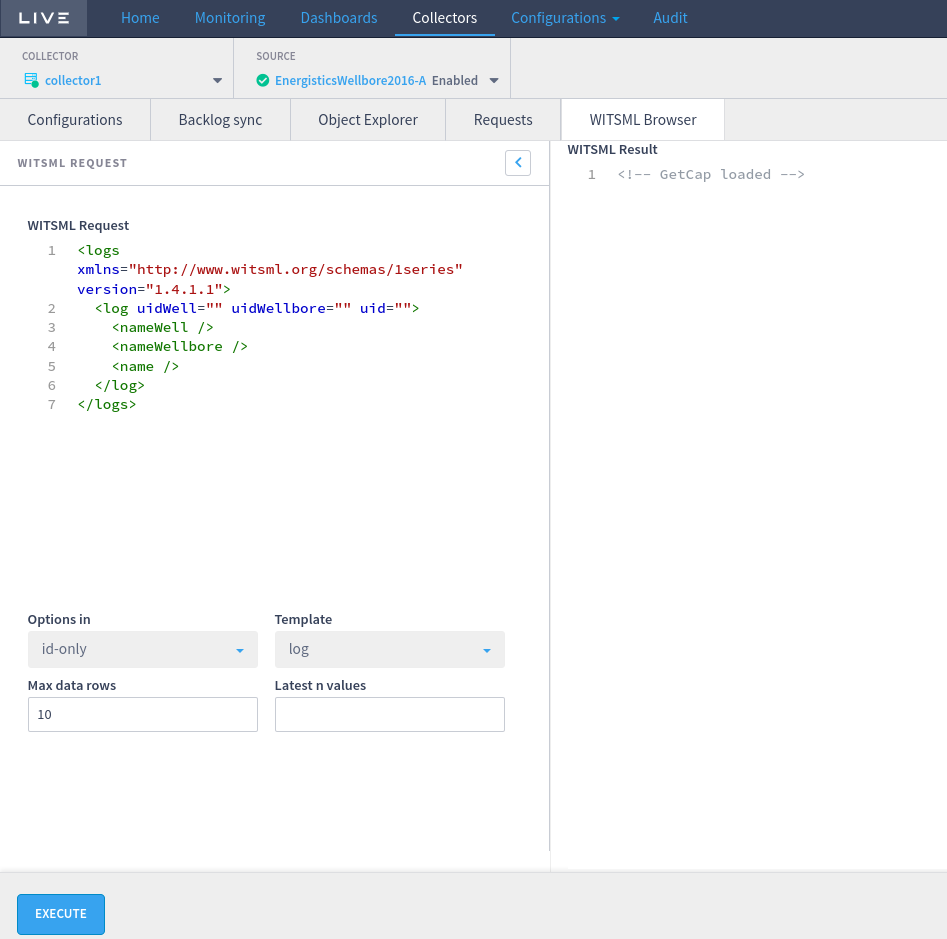 LIVE Home Monitoring Dashboards Collectors Configurations Audit
COLLECTOR SOURCE
collector1 EnergisticsWellbore2016-A Enabled
Configurations Backlog sync Object Explorer Requests WITSML Browser
WITSML REQUEST
WITSML Request
1 <logs
xmlns="http://www.witsml.org/schemas/1series"
version="1.4.1.1">
2 <log uidWell="" uidWellbore="" uid="">
3 <nameWell />
4 <nameWellbore />
5 <name />
6 </log>
7 </logs>
Options in Template
id-only log
Max data rows Latest n values
10
EXECUTE
WITSML Result
1 <!-- GetCap loaded -->